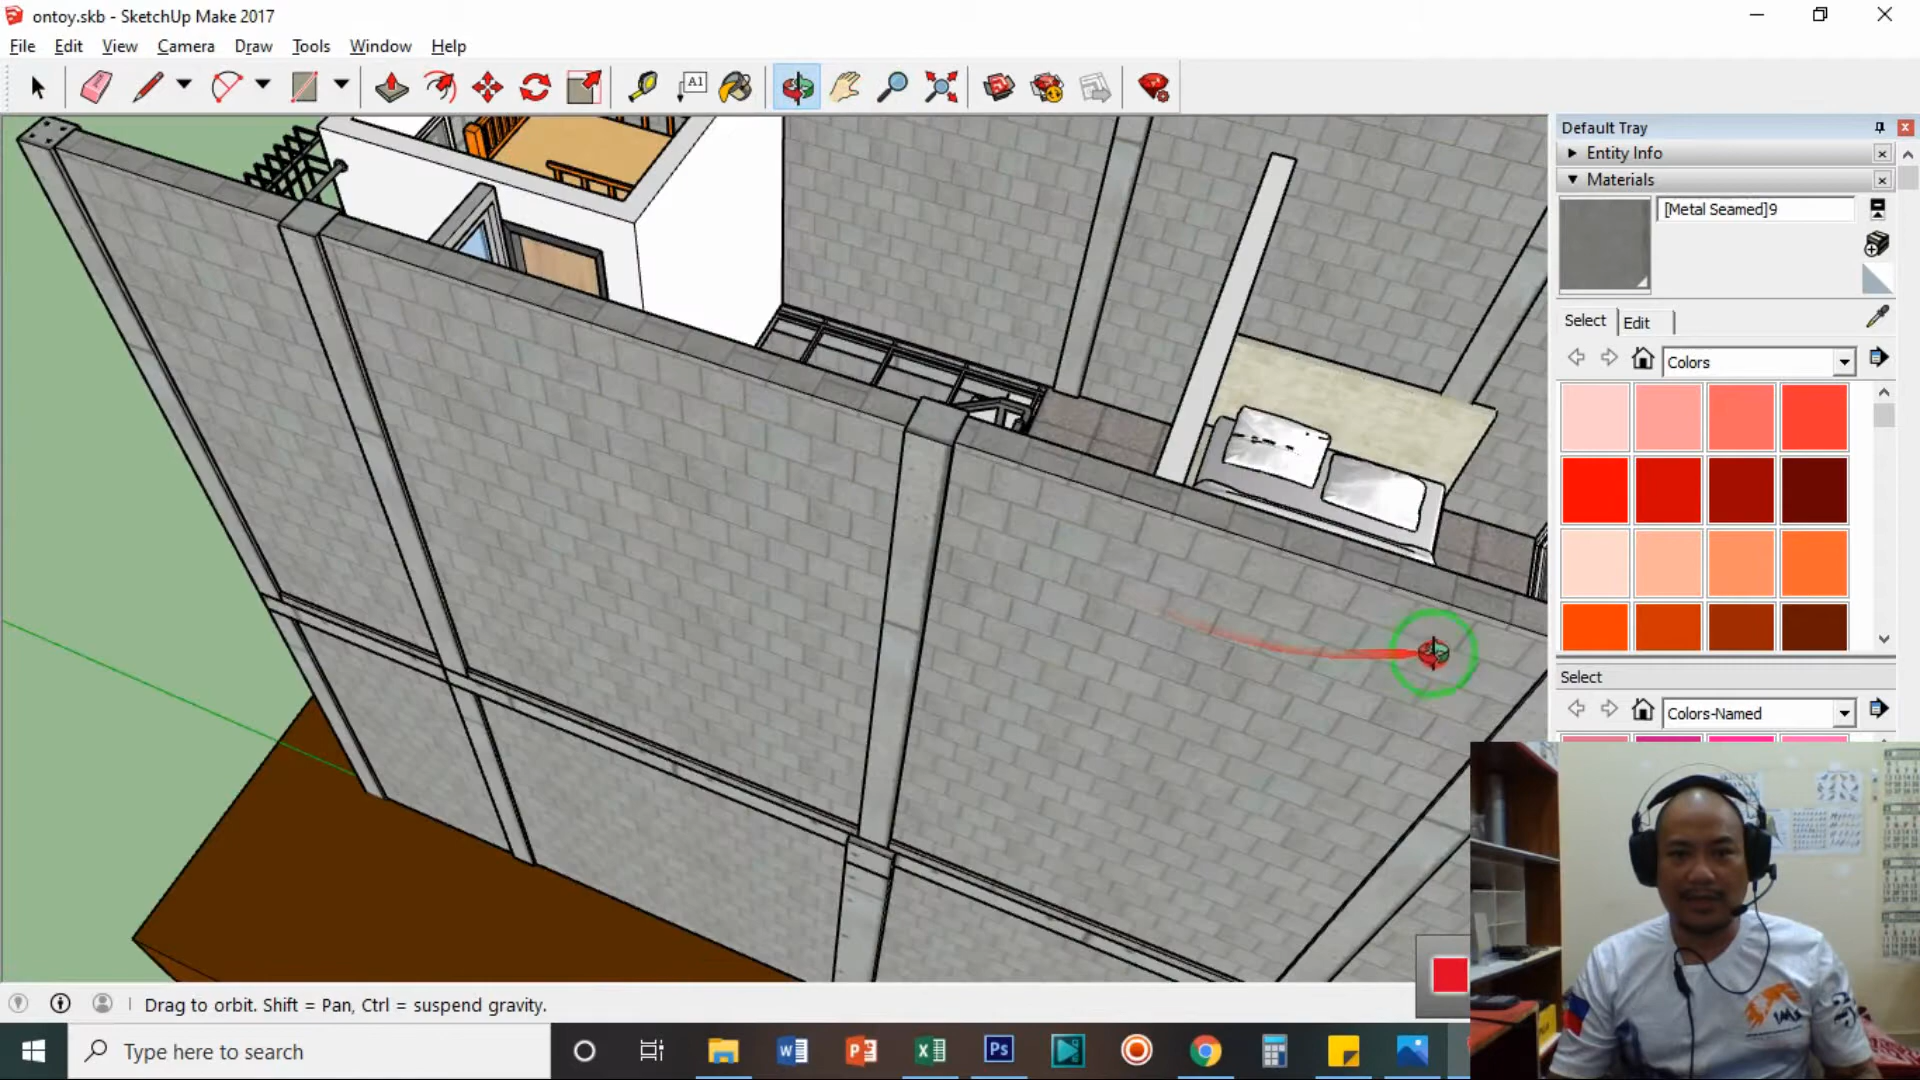 ontoy.skb - SketchUp Make 2017
File Edit View Camera Draw Tools Window Help
A1
Default Tray
Entity Info
Materials
[Metal Seamed]9
Select Edit
Colors
Select
Colors-Named
Drag to orbit. Shift = Pan, Ctrl = suspend gravity.
Type here to search
Ps